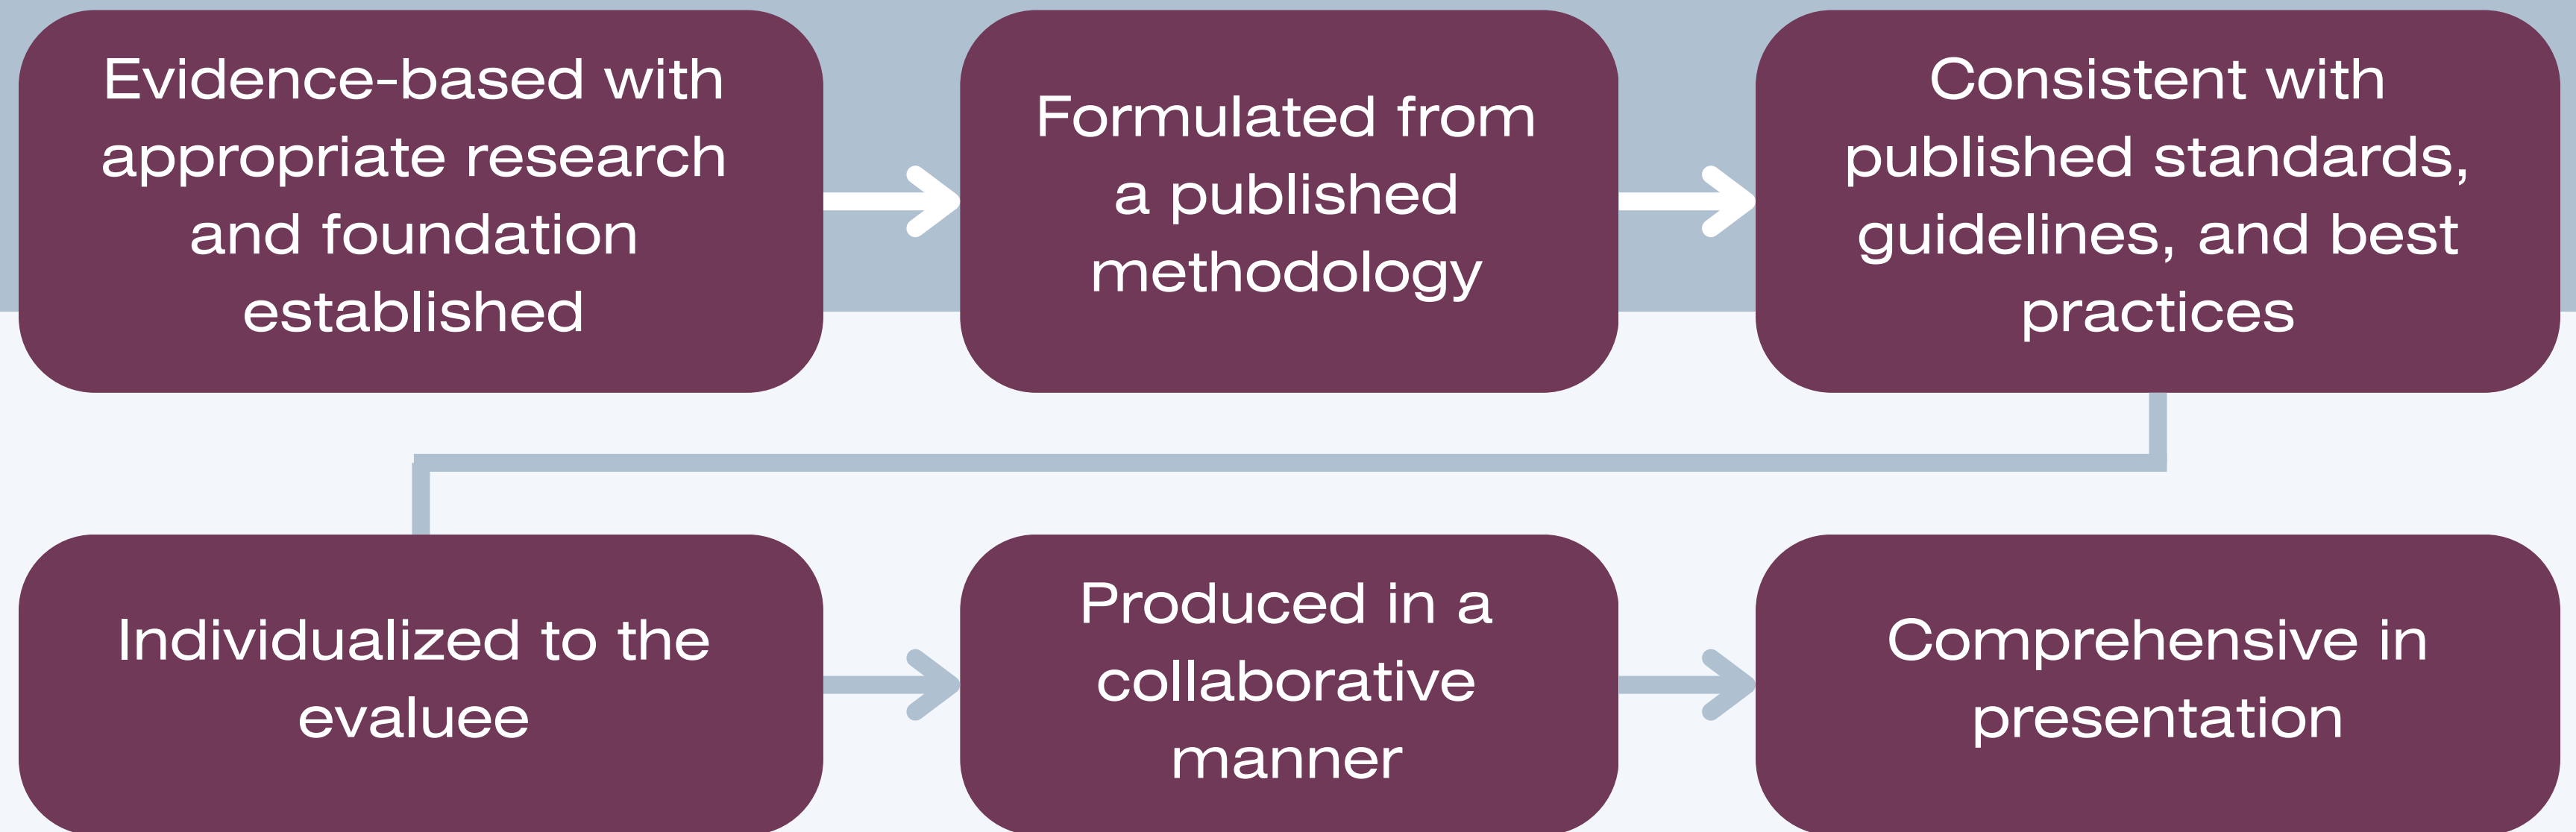 Evidence-based with
appropriate research
and foundation
established
Formulated from
a published
methodology
Consistent with
published standards,
guidelines, and best
practices
Individualized to the
evaluee
Produced in a
collaborative
manner
Comprehensive in
presentation